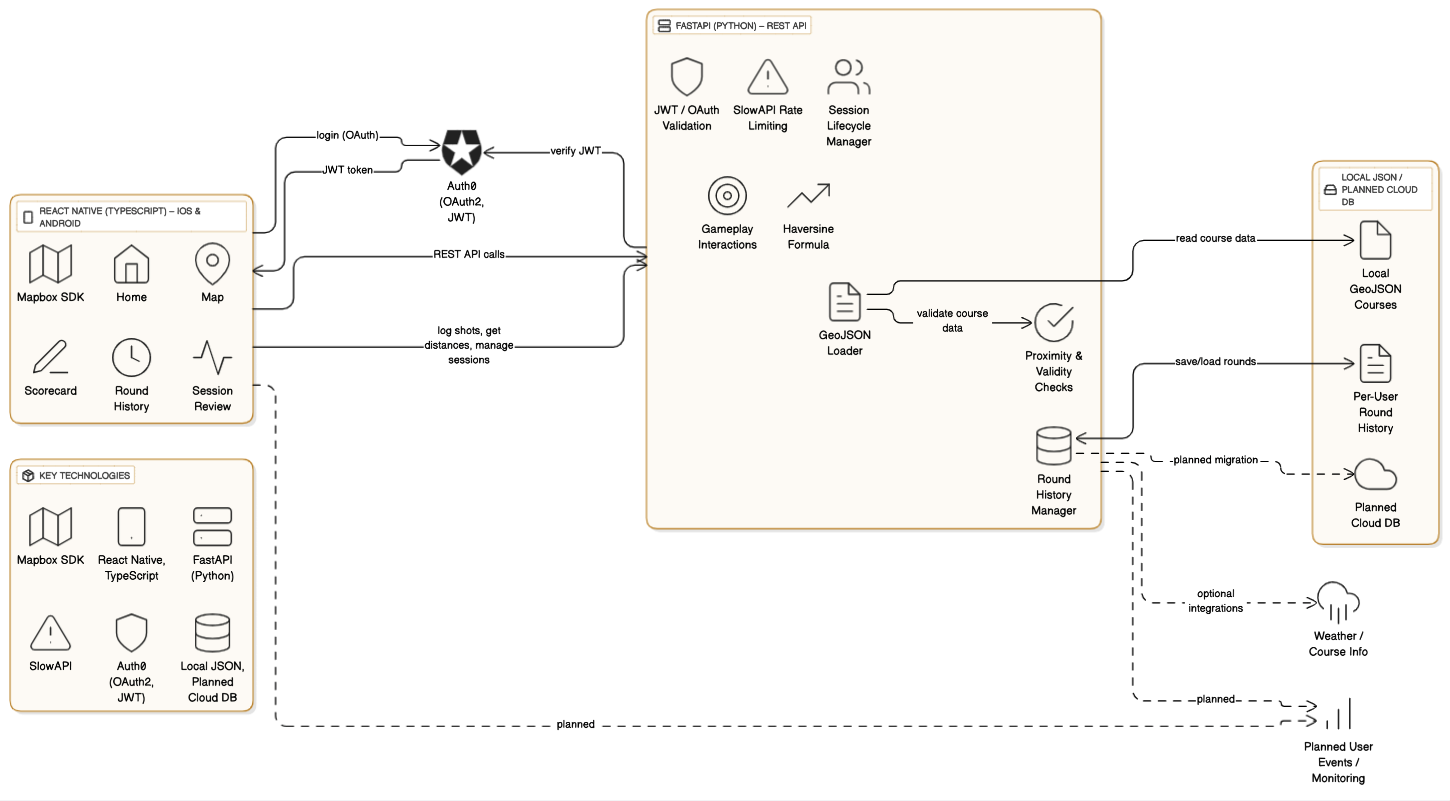 FASTAPI (PYTHON) – REST API
JWT / OAuth
Validation
SlowAPI Rate
Limiting
Session
Lifecycle
Manager
Gameplay
Interactions
Haversine
Formula
GeoJSON
Loader
validate course
data
Proximity &
Validity
Checks
Round
History
Manager
login (OAuth)
JWT token
Auth0
(OAuth2,
JWT)
verify JWT
REST API calls
log shots, get
distances, manage
sessions
REACT NATIVE (TYPESCRIPT) – IOS &
ANDROID
Mapbox SDK
Home
Map
Scorecard
Round
History
Session
Review
KEY TECHNOLOGIES
Mapbox SDK
React Native,
TypeScript
FastAPI
(Python)
SlowAPI
Auth0
(OAuth2,
JWT)
Local JSON,
Planned
Cloud DB
read course data
save/load rounds
planned migration
optional
integrations
planned
planned
LOCAL JSON /
PLANNED CLOUD
DB
Local
GeoJSON
Courses
Per-User
Round
History
Planned
Cloud DB
Weather /
Course Info
Planned User
Events /
Monitoring